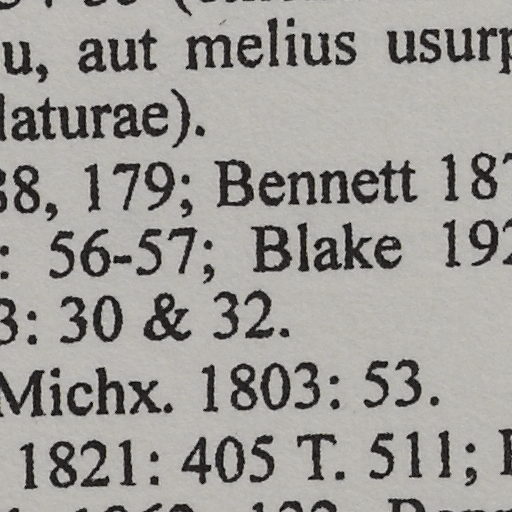 u, aut melius usurp
laturae).
38, 179; Bennett 187
: 56-57; Blake 192
3: 30 & 32.
Michx. 1803: 53.
1821: 405 T. 511;